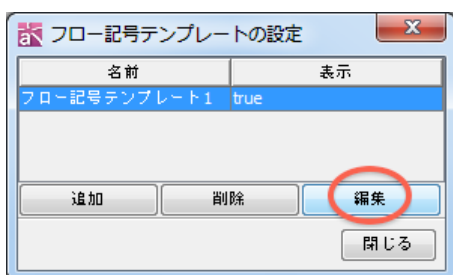 フロー記号テンプレートの設定
名前 表示
フロー記号テンプレート1 true
追加 削除 編集
閉じる